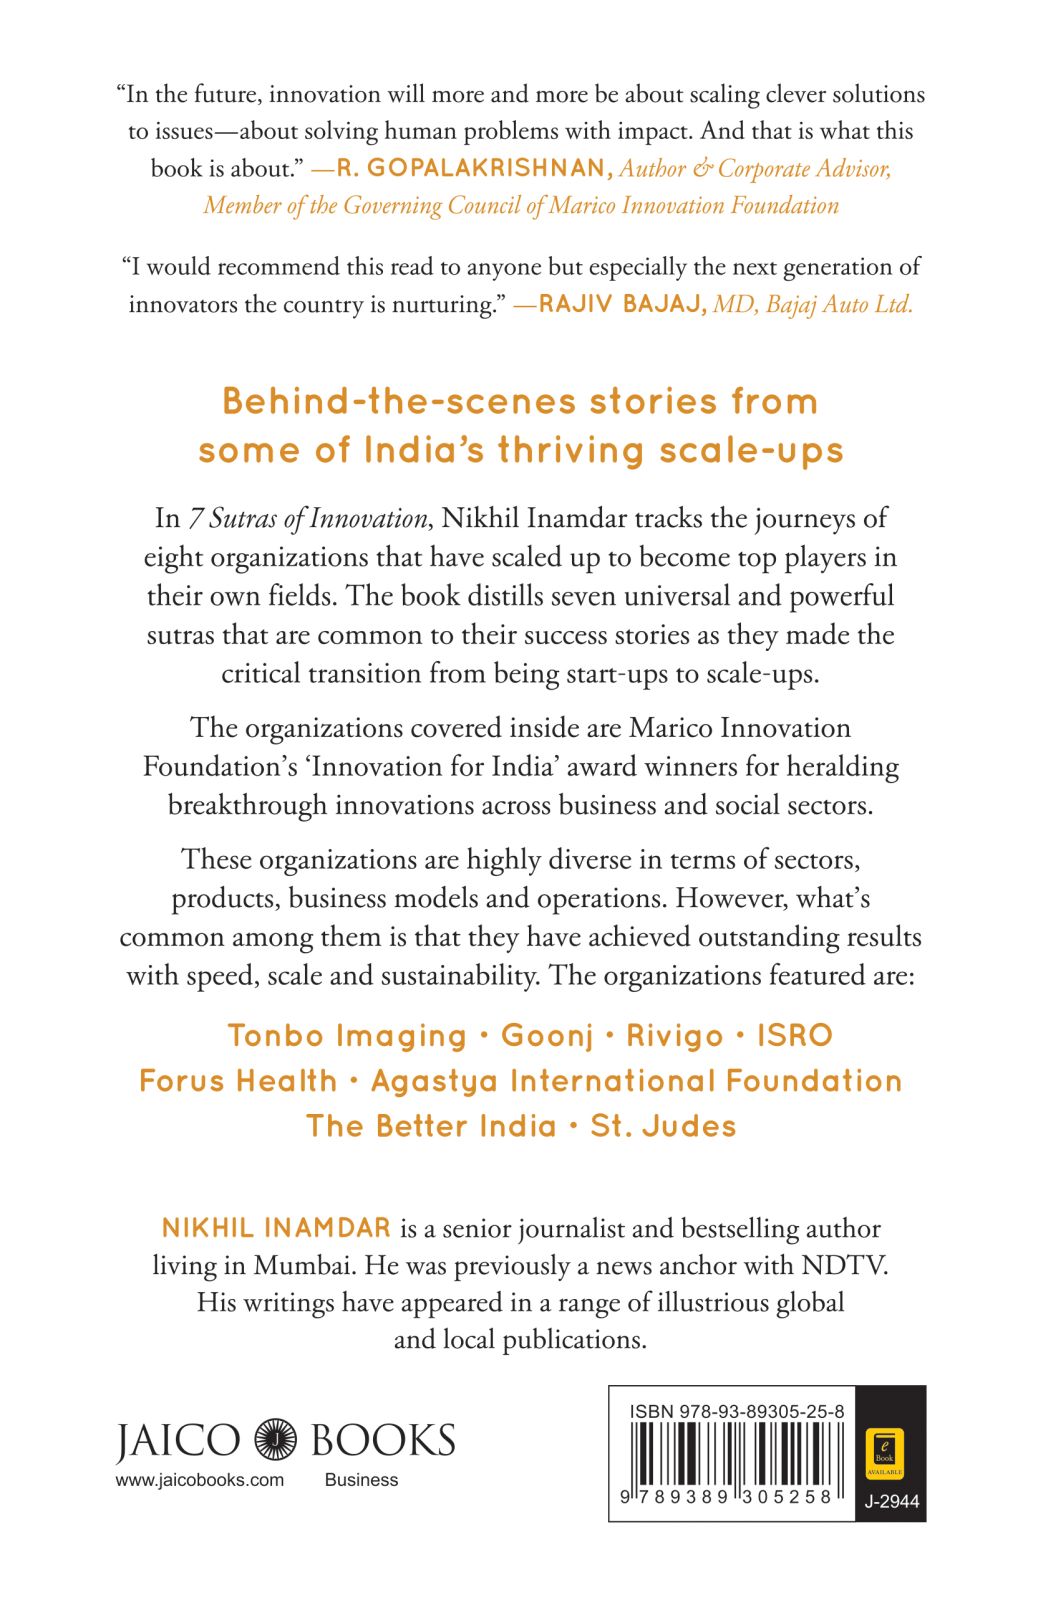 “In the future, innovation will more and more be about scaling clever solutions
to issues—about solving human problems with impact. And that is what this
book is about.” —R. GOPALAKRISHNAN, Author & Corporate Advisor,
Member of the Governing Council of Marico Innovation Foundation
“I would recommend this read to anyone but especially the next generation of
innovators the country is nurturing.” —RAJIV BAJAJ, MD, Bajaj Auto Ltd.
Behind-the-scenes stories from
some of India’s thriving scale-ups
In 7 Sutras of Innovation, Nikhil Inamdar tracks the journeys of
eight organizations that have scaled up to become top players in
their own fields. The book distills seven universal and powerful
sutras that are common to their success stories as they made the
critical transition from being start-ups to scale-ups.
The organizations covered inside are Marico Innovation
Foundation’s ‘Innovation for India’ award winners for heralding
breakthrough innovations across business and social sectors.
These organizations are highly diverse in terms of sectors,
products, business models and operations. However, what’s
common among them is that they have achieved outstanding results
with speed, scale and sustainability. The organizations featured are:
Tonbo Imaging • Goonj • Rivigo • ISRO
Forus Health • Agastya International Foundation
The Better India • St. Judes
NIKHIL INAMDAR is a senior journalist and bestselling author
living in Mumbai. He was previously a news anchor with NDTV.
His writings have appeared in a range of illustrious global
and local publications.
JAICO J BOOKS
www.jaicobooks.com Business
ISBN 978-93-89305-25-8
9 789389 305258
e
Book
AVAILABLE
J-2944